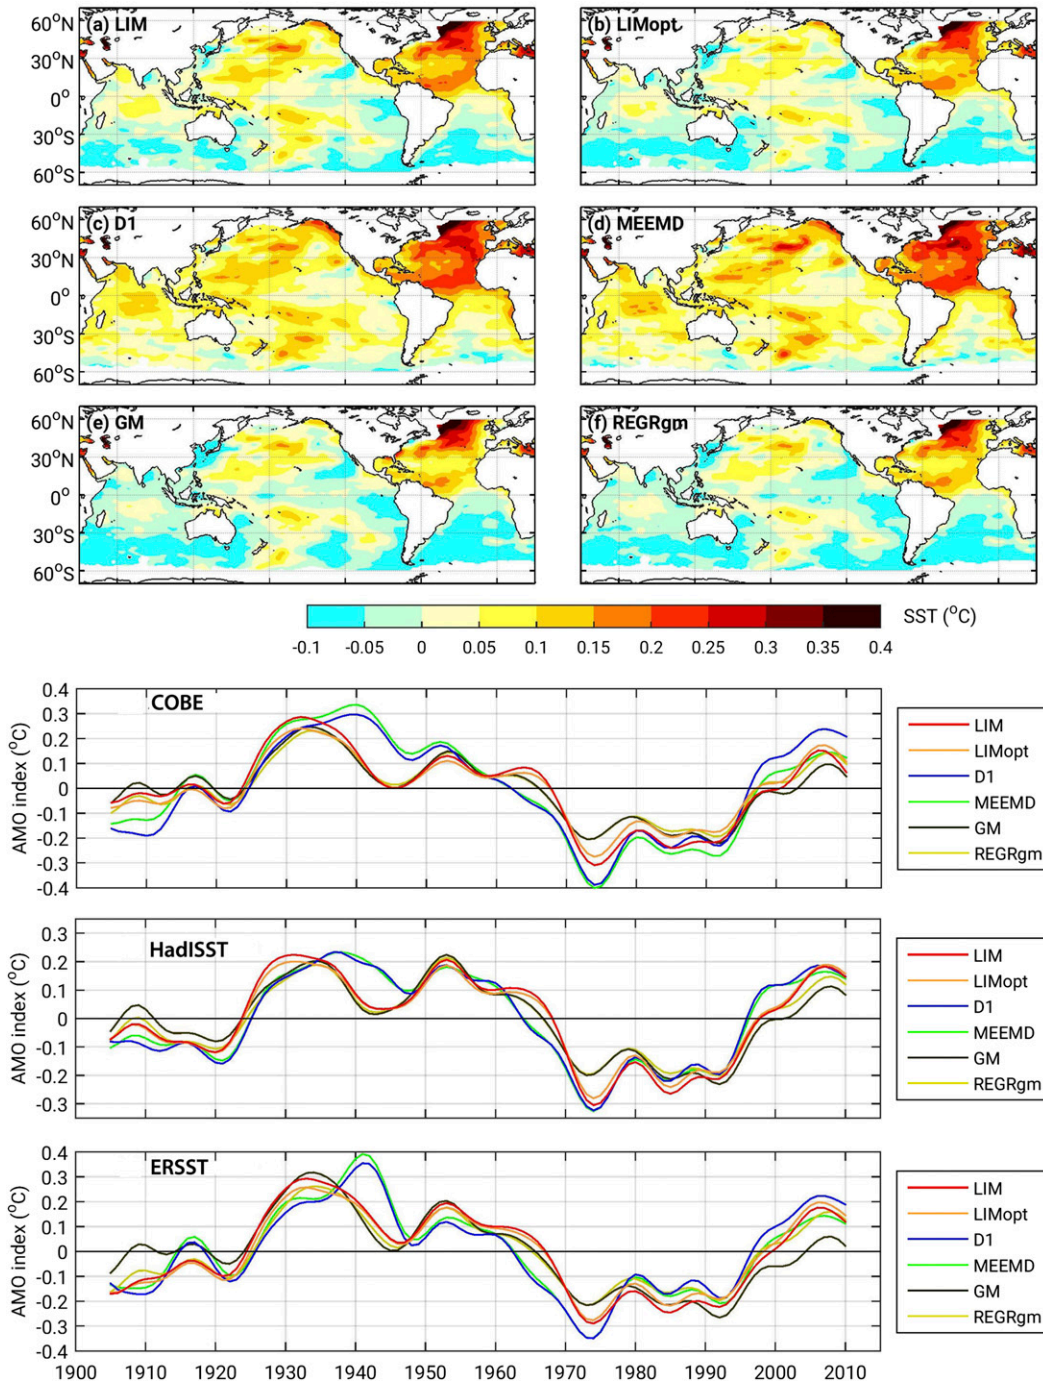 (a) LIM
(b) LIMopt
60°N
30°N
0°
30°S
60°S
(c) D1
(d) MEEMD
60°N
30°N
0°
30°S
60°S
(e) GM
(f) REGRgm
60°N
30°N
0°
30°S
60°S
SST (°C)
-0.1 -0.05 0 0.05 0.1 0.15 0.2 0.25 0.3 0.35 0.4
COBE
AMO index (°C)
0.4
0.3
0.2
0.1
0
-0.1
-0.2
-0.3
-0.4
LIM
LIMopt
D1
MEEMD
GM
REGRgm
HadISST
AMO index (°C)
0.3
0.2
0.1
0
-0.1
-0.2
-0.3
LIM
LIMopt
D1
MEEMD
GM
REGRgm
ERSST
AMO index (°C)
0.4
0.3
0.2
0.1
0
-0.1
-0.2
-0.3
-0.4
LIM
LIMopt
D1
MEEMD
GM
REGRgm
1900 1910 1920 1930 1940 1950 1960 1970 1980 1990 2000 2010